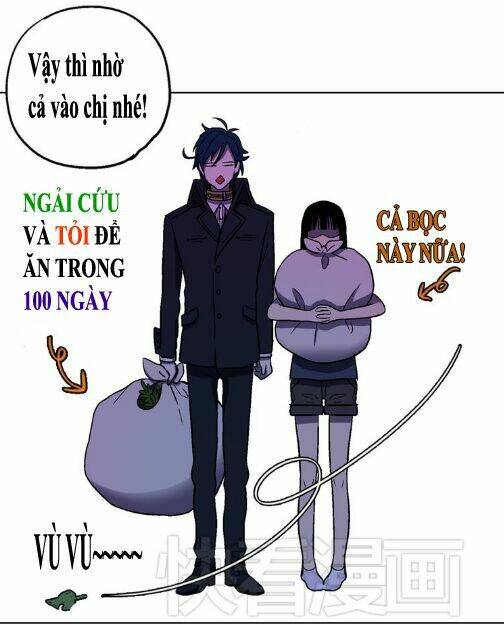 Vậy thì nhờ
cả vào chị nhé!
NGẢI CỨU
VÀ TỎI ĐỂ
ĂN TRONG
100 NGÀY
CẢ BỌC
NÀY NỮA!
VÙ VÙ~~~~~
快看漫画